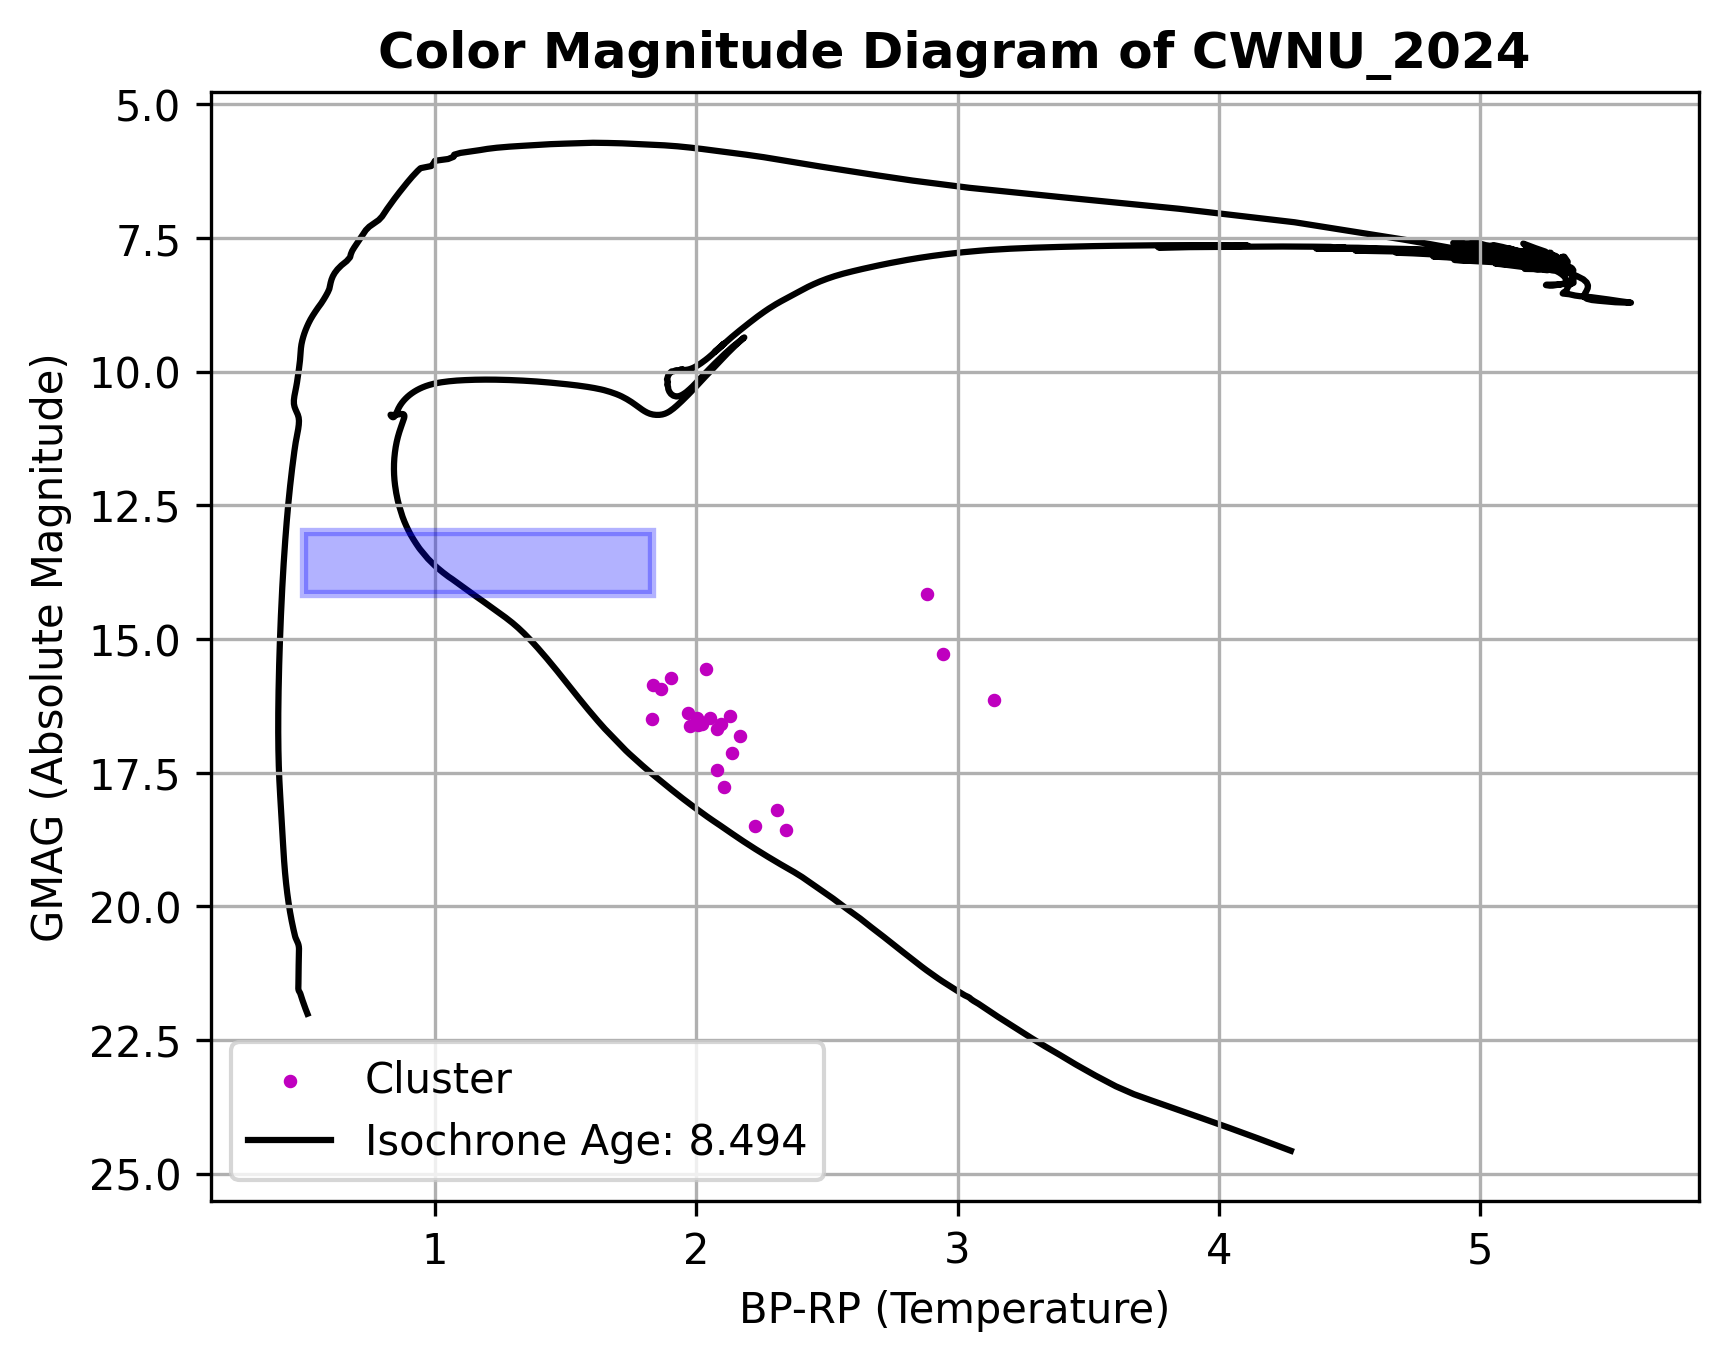 Color Magnitude Diagram of CWNU_2024
GMAG (Absolute Magnitude)
5.0
7.5
10.0
12.5
15.0
17.5
20.0
22.5
25.0
Cluster
Isochrone Age: 8.494
1 2 3 4 5
BP-RP (Temperature)